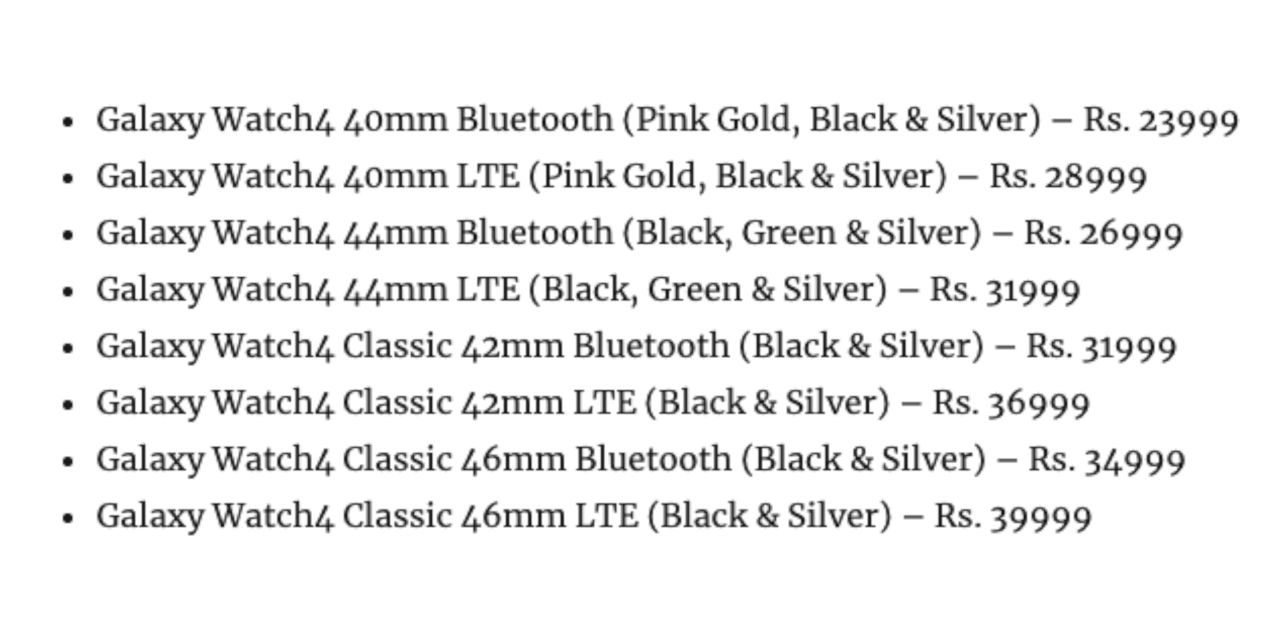 • Galaxy Watch4 40mm Bluetooth (Pink Gold, Black & Silver) – Rs. 23999
• Galaxy Watch4 40mm LTE (Pink Gold, Black & Silver) – Rs. 28999
• Galaxy Watch4 44mm Bluetooth (Black, Green & Silver) – Rs. 26999
• Galaxy Watch4 44mm LTE (Black, Green & Silver) – Rs. 31999
• Galaxy Watch4 Classic 42mm Bluetooth (Black & Silver) – Rs. 31999
• Galaxy Watch4 Classic 42mm LTE (Black & Silver) – Rs. 36999
• Galaxy Watch4 Classic 46mm Bluetooth (Black & Silver) – Rs. 34999
• Galaxy Watch4 Classic 46mm LTE (Black & Silver) – Rs. 39999